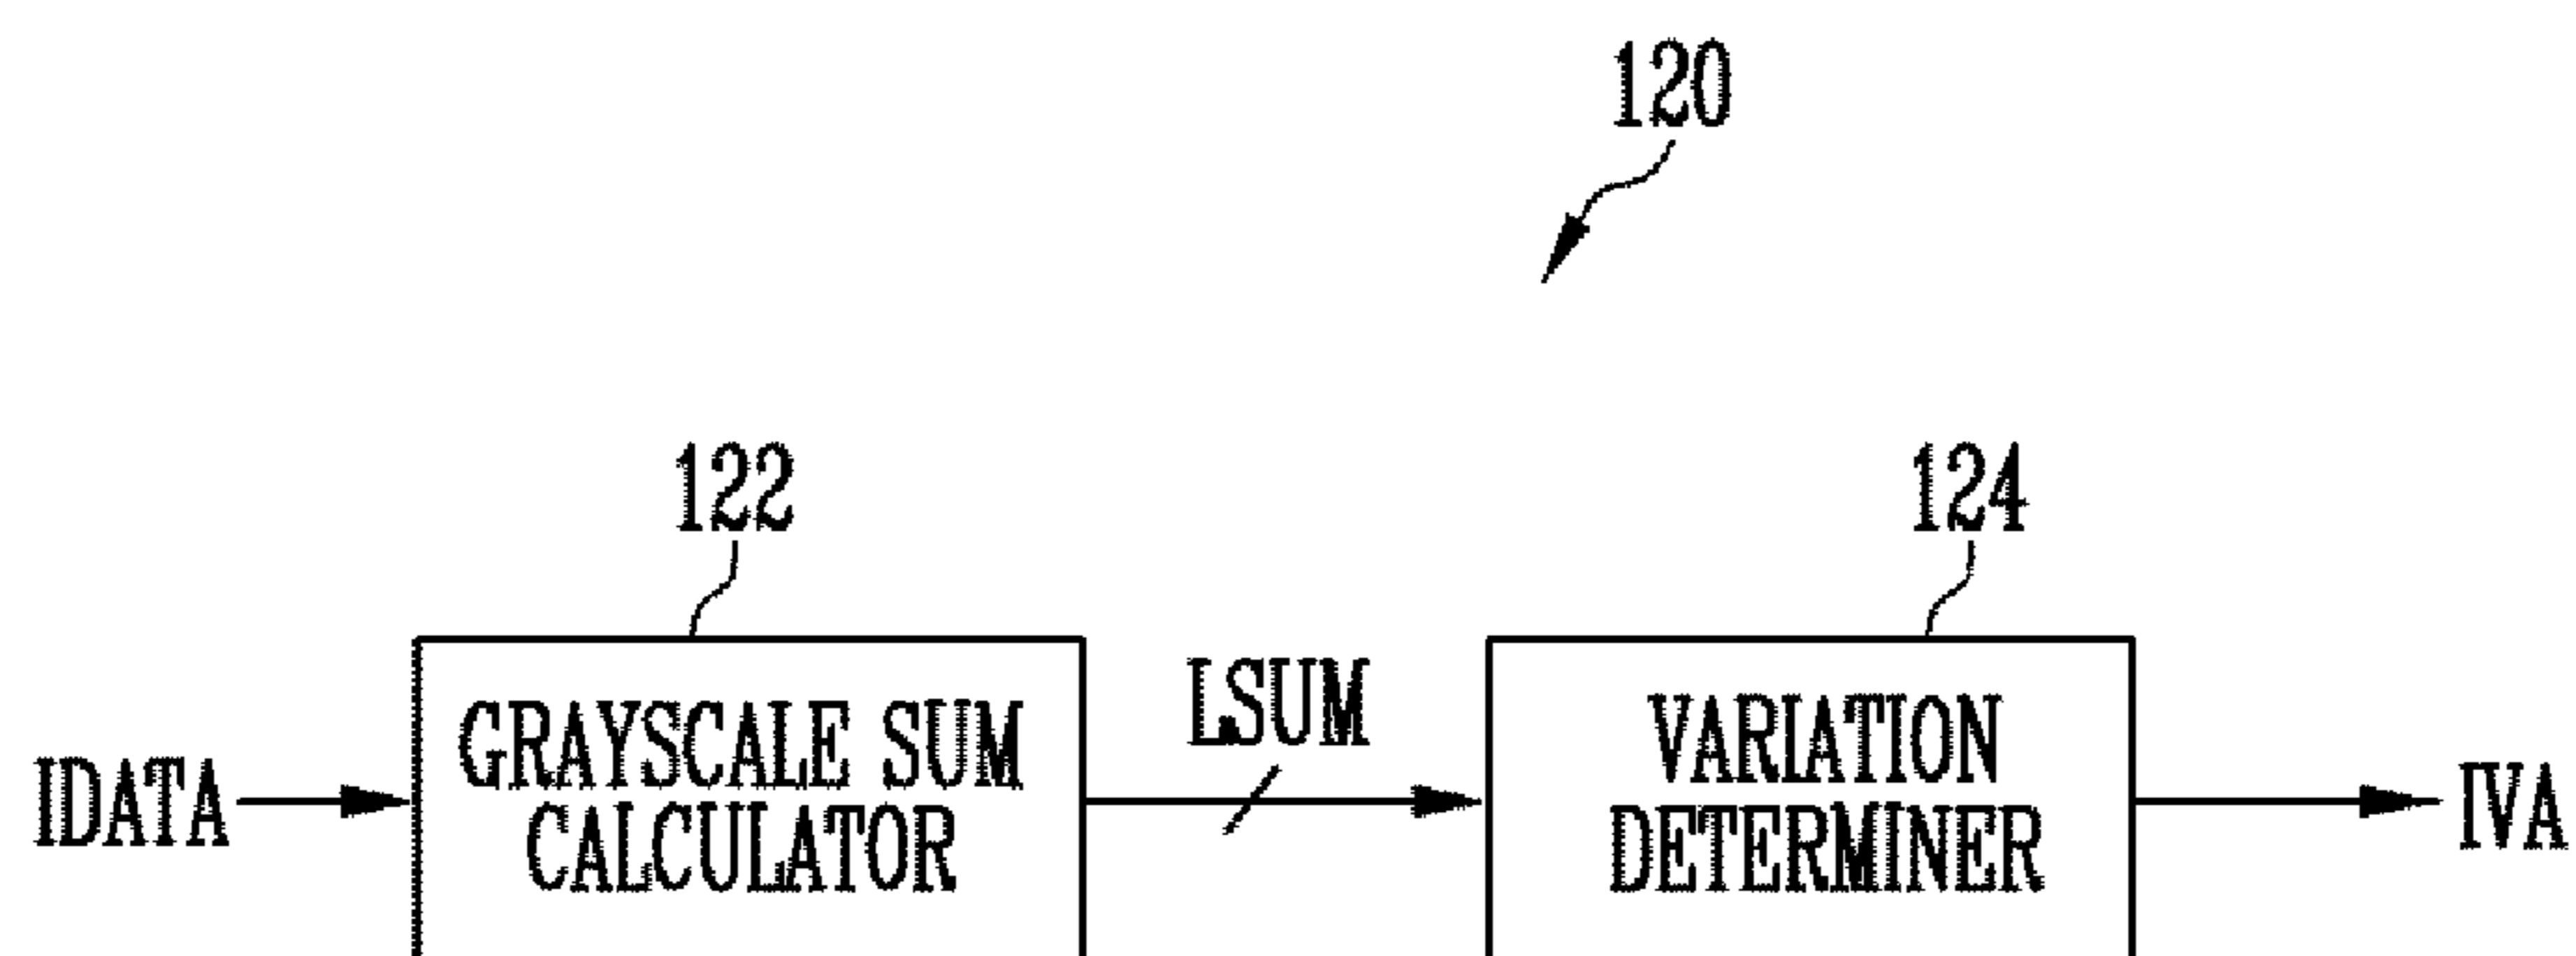 120
122
124
IDATA
GRAYSCALE SUM
CALCULATOR
LSUM
VARIATION
DETERMINER
IVA